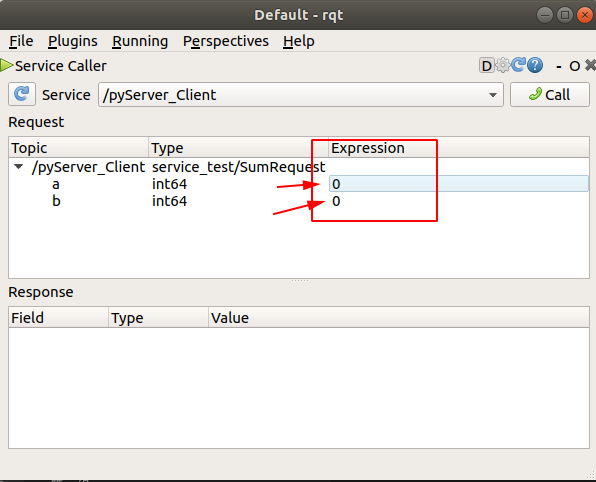 Default - rqt
File Plugins Running Perspectives Help
Service Caller D - O
Service /pyServer_Client Call
Request
Topic Type Expression
/pyServer_Client service_test/SumRequest
a int64 0
b int64 0
Response
Field Type Value